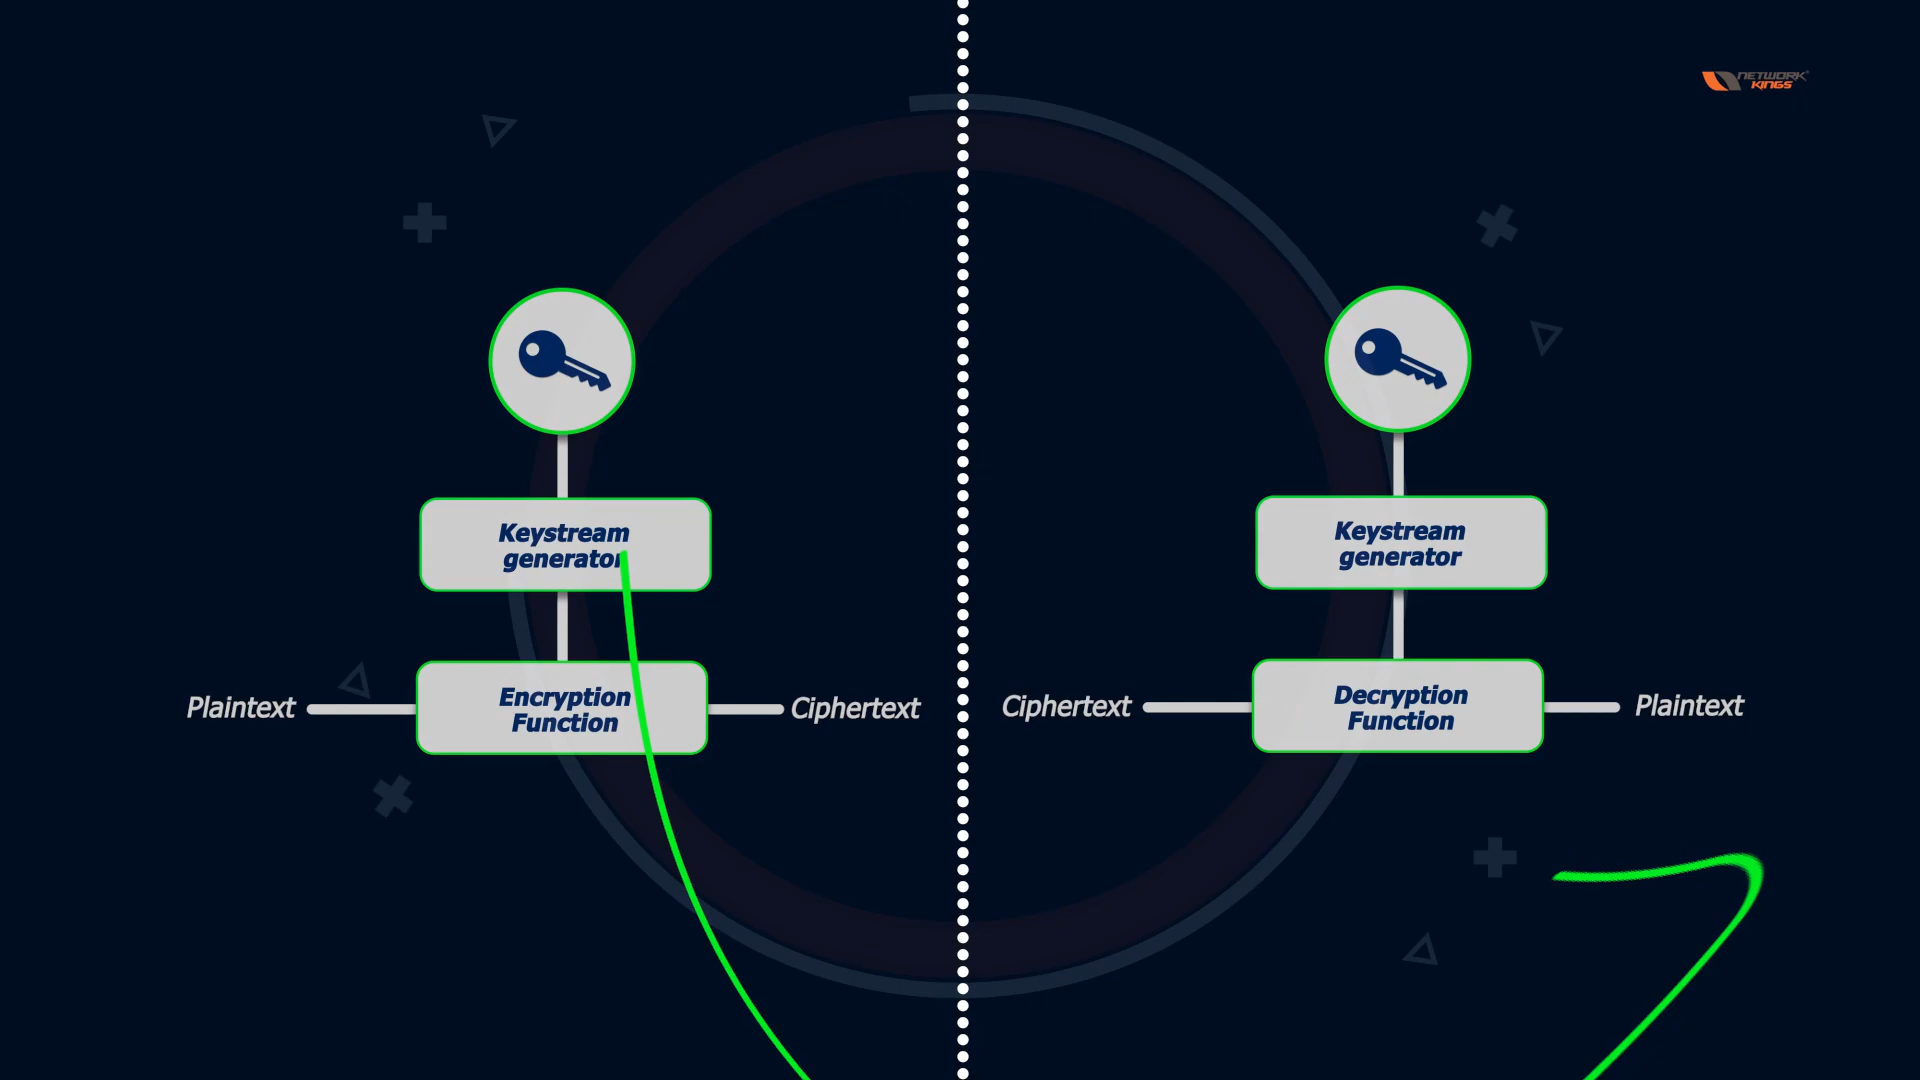 NETWORK
KINGS
Keystream
generator
Encryption
Function
Plaintext
Ciphertext
Keystream
generator
Decryption
Function
Ciphertext
Plaintext